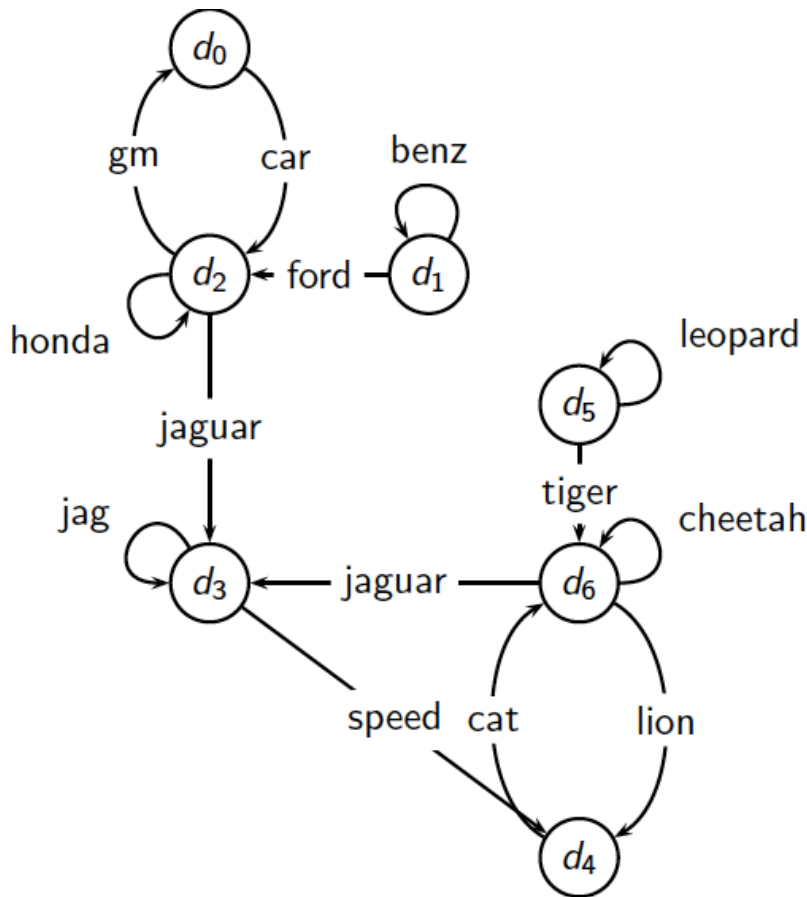 d₀
gm car
benz
d₂ ford d₁
honda
leopard
d₅
jaguar
tiger
jag cheetah
d₃ jaguar d₆
speed cat lion
d₄